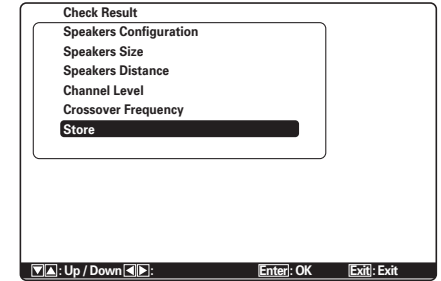 Check Result
Speakers Configuration
Speakers Size
Speakers Distance
Channel Level
Crossover Frequency
Store
▼▲: Up / Down ◀▶: Enter: OK Exit: Exit